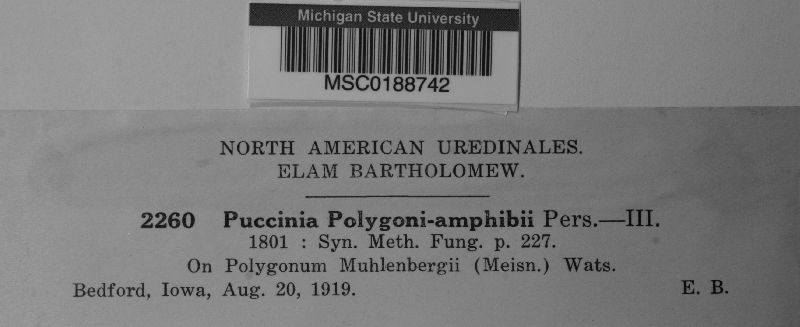 Michigan State University
MSC0188742
NORTH AMERICAN UREDINALES.
ELAM BARTHOLOMEW.
2260 Puccinia Polygoni-amphibii Pers.—III.
1801 : Syn. Meth. Fung. p. 227.
On Polygonum Muhlenbergii (Meisn.) Wats.
Bedford, Iowa, Aug. 20, 1919. E. B.